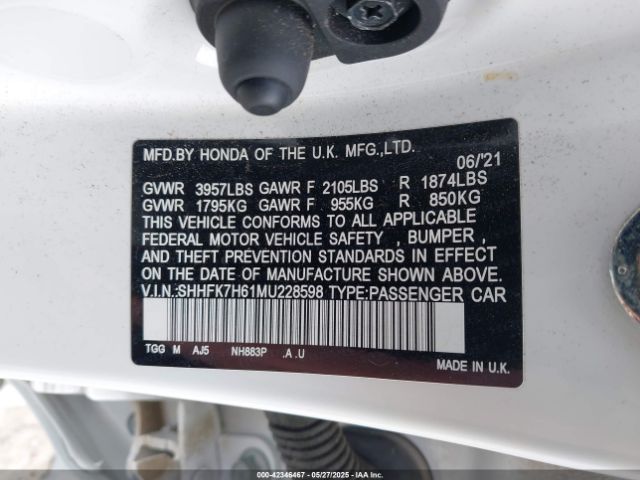 MFD.BY HONDA OF THE U.K. MFG.,LTD.
06/'21
GVWR 3957LBS GAWR F 2105LBS R 1874LBS
GVWR 1795KG GAWR F 955KG R 850KG
THIS VEHICLE CONFORMS TO ALL APPLICABLE
FEDERAL MOTOR VEHICLE SAFETY , BUMPER ,
AND THEFT PREVENTION STANDARDS IN EFFECT
ON THE DATE OF MANUFACTURE SHOWN ABOVE.
V.I.N.:SHHFK7H61MU228598 TYPE:PASSENGER CAR
TGG M AJ5 NH883P .A .U
MADE IN U.K.
000-42346467 - 05/27/2025 - IAAI.COM